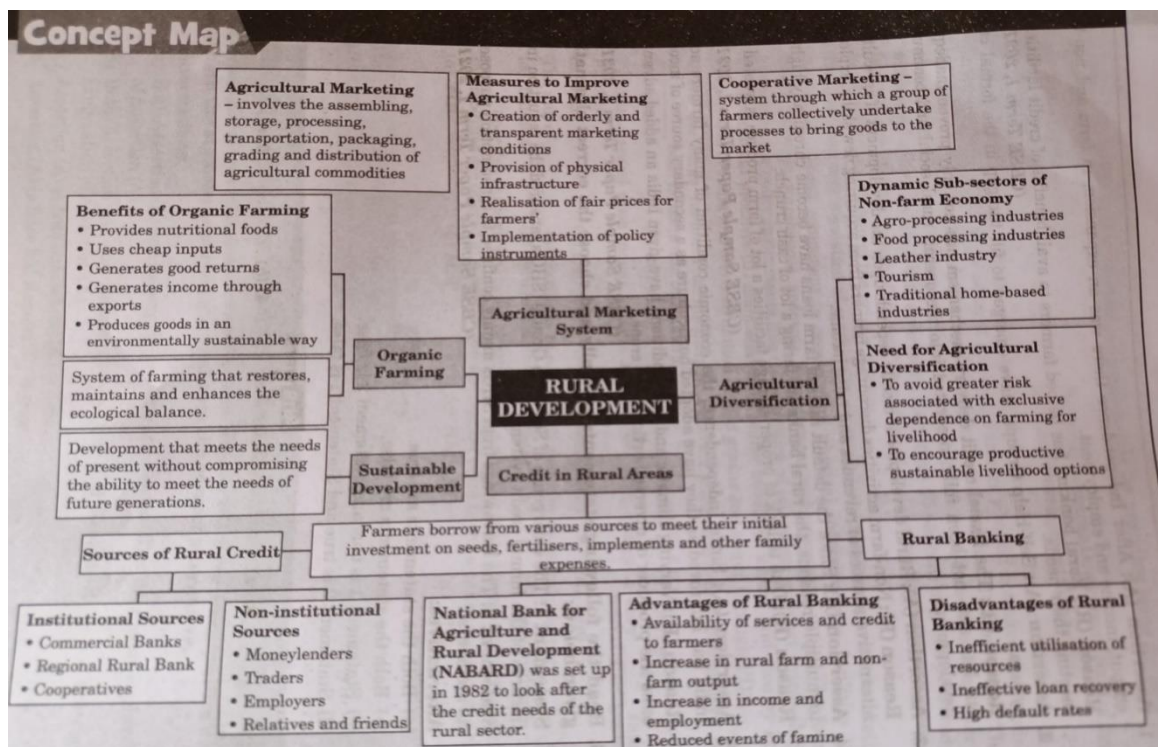 Concept Map
Agricultural Marketing
– involves the assembling,
storage, processing,
transportation, packaging,
grading and distribution of
agricultural commodities
Measures to Improve
Agricultural Marketing
• Creation of orderly and
transparent marketing
conditions
• Provision of physical
infrastructure
• Realisation of fair prices for
farmers'
• Implementation of policy
instruments
Cooperative Marketing –
system through which a group of
farmers collectively undertake
processes to bring goods to the
market
Benefits of Organic Farming
• Provides nutritional foods
• Uses cheap inputs
• Generates good returns
• Generates income through
exports
• Produces goods in an
environmentally sustainable way
System of farming that restores,
maintains and enhances the
ecological balance.
Development that meets the needs
of present without compromising
the ability to meet the needs of
future generations.
Organic
Farming
Sustainable
Development
Agricultural Marketing
System
RURAL
DEVELOPMENT
Credit in Rural Areas
Agricultural
Diversification
Dynamic Sub-sectors of
Non-farm Economy
• Agro-processing industries
• Food processing industries
• Leather industry
• Tourism
• Traditional home-based
industries
Need for Agricultural
Diversification
• To avoid greater risk
associated with exclusive
dependence on farming for
livelihood
• To encourage productive
sustainable livelihood options
Sources of Rural Credit
Farmers borrow from various sources to meet their initial
investment on seeds, fertilisers, implements and other family
expenses.
Rural Banking
Institutional Sources
• Commercial Banks
• Regional Rural Bank
• Cooperatives
Non-institutional
Sources
• Moneylenders
• Traders
• Employers
• Relatives and friends
National Bank for
Agriculture and
Rural Development
(NABARD) was set up
in 1982 to look after
the credit needs of the
rural sector.
Advantages of Rural Banking
• Availability of services and credit
to farmers
• Increase in rural farm and non-
farm output
• Increase in income and
employment
• Reduced events of famine
Disadvantages of Rural
Banking
• Inefficient utilisation of
resources
• Ineffective loan recovery
• High default rates